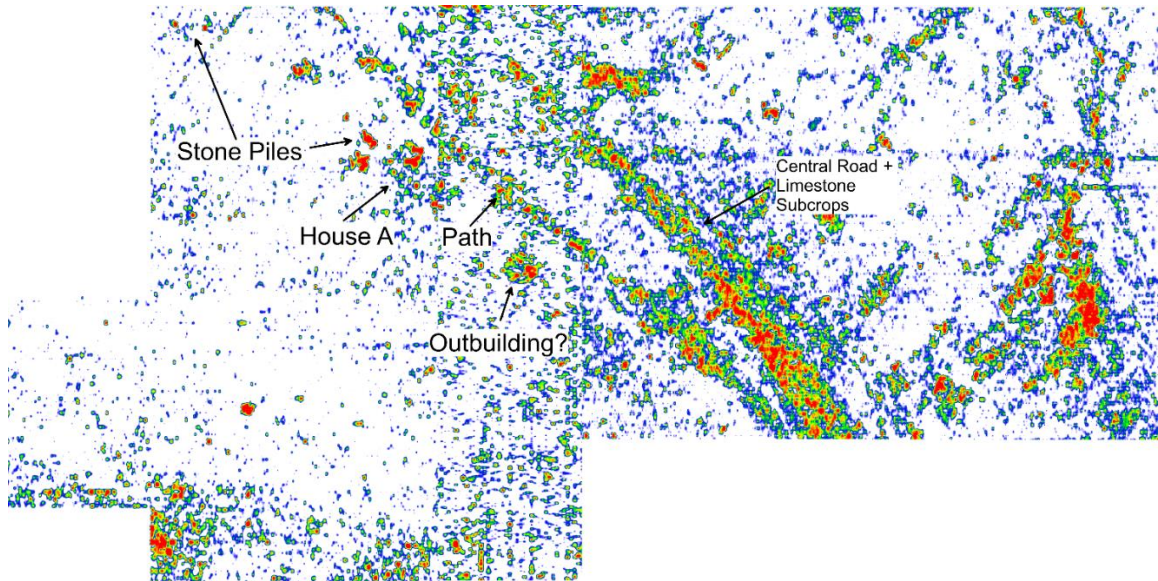 Stone Piles
House A
Path
Outbuilding?
Central Road +
Limestone
Subcrops